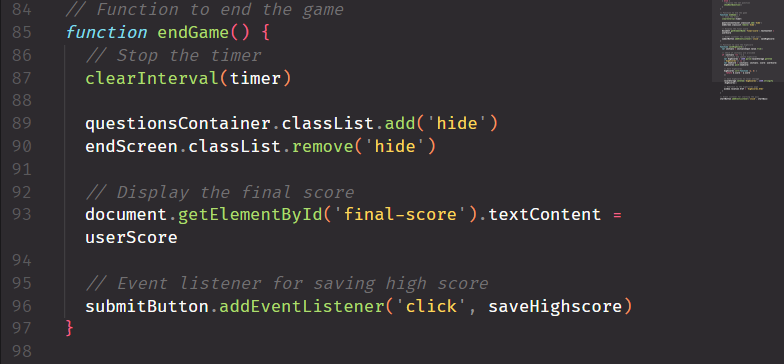 84 // Function to end the game
85 function endGame() {
86 // Stop the timer
87 clearInterval(timer)
88
89 questionsContainer.classList.add('hide')
90 endScreen.classList.remove('hide')
91
92 // Display the final score
93 document.getElementById('final-score').textContent =
userScore
94
95 // Event listener for saving high score
96 submitButton.addEventListener('click', saveHighscore)
97 }
98